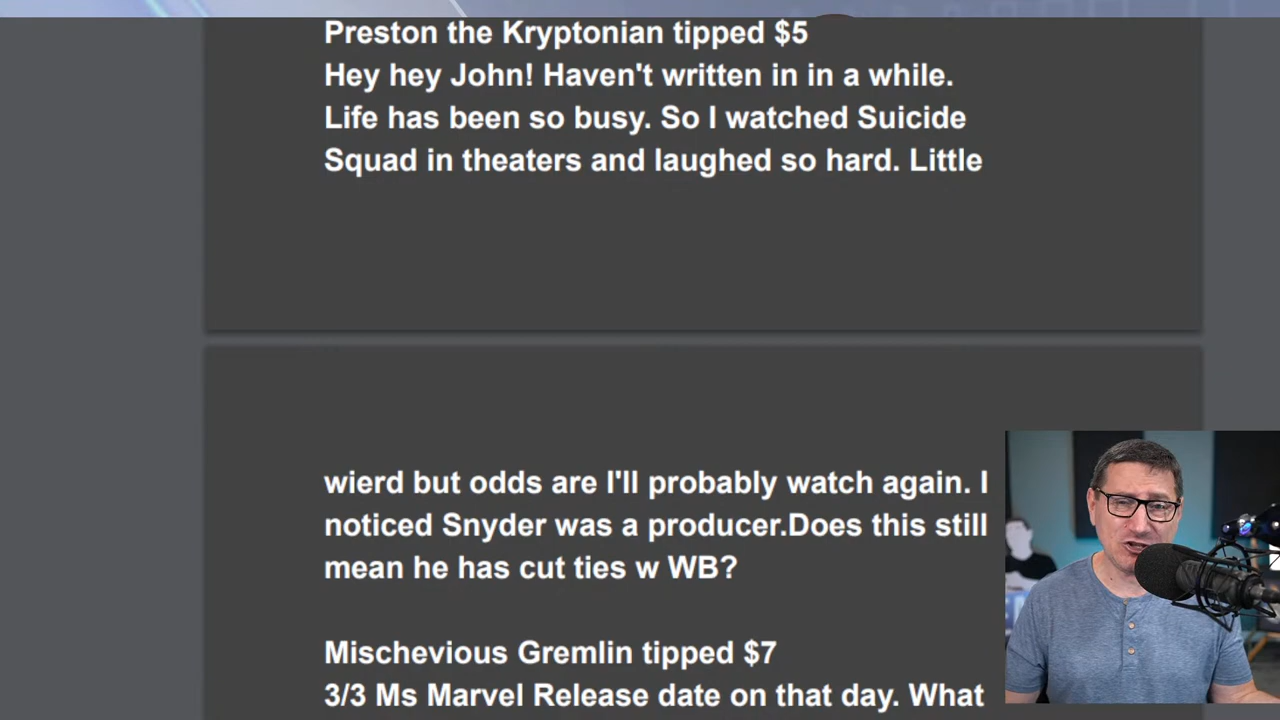 Preston the Kryptonian tipped $5
Hey hey John! Haven't written in in a while.
Life has been so busy. So I watched Suicide
Squad in theaters and laughed so hard. Little
wierd but odds are I'll probably watch again. I
noticed Snyder was a producer.Does this still
mean he has cut ties w WB?
Mischevious Gremlin tipped $7
3/3 Ms Marvel Release date on that day. What